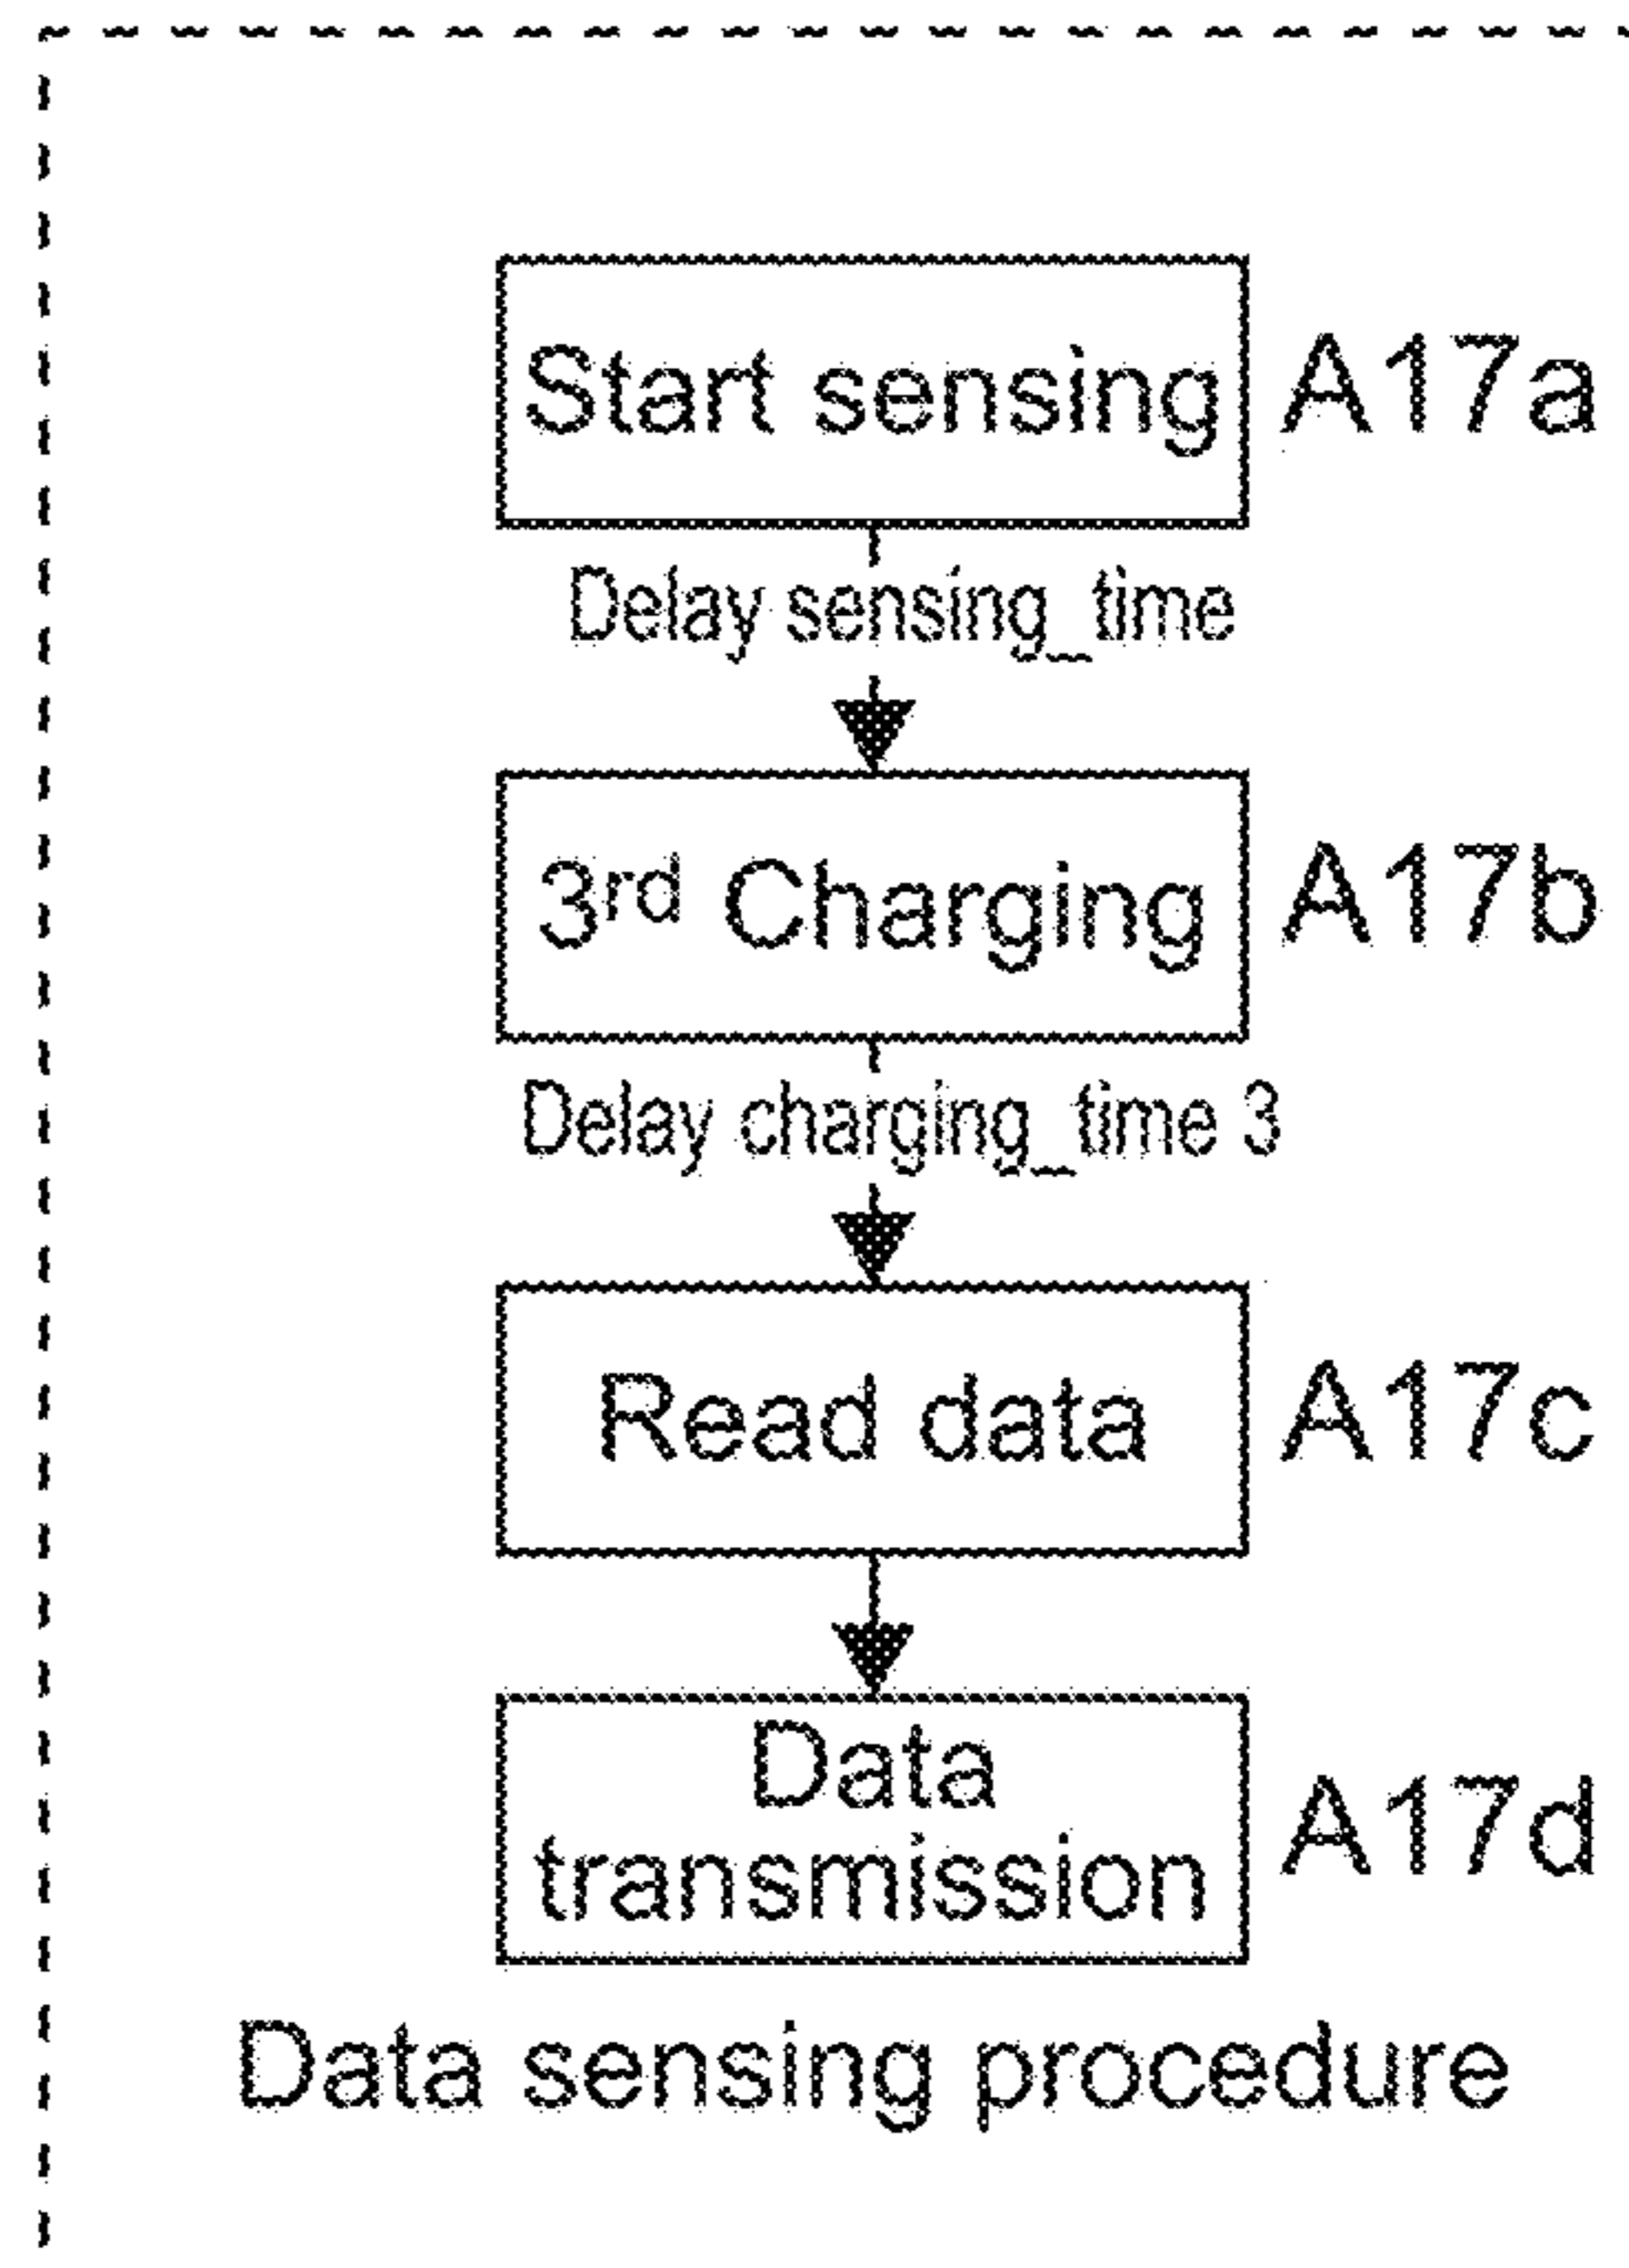 Start sensing A17a
Delay sensing_time
3rd Charging A17b
Delay charging_time 3
Read data A17c
Data
transmission A17d
Data sensing procedure